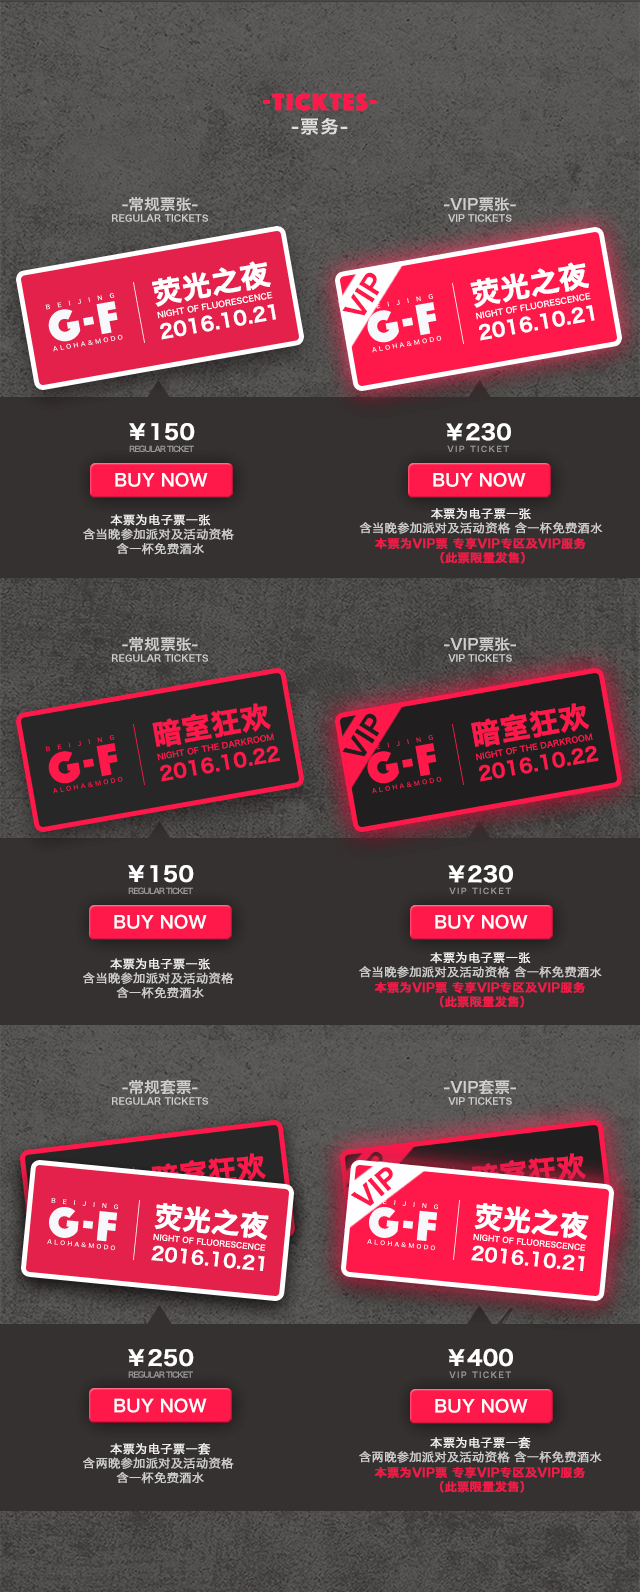 -TICKTES-
-票务-
-常规票张-
REGULAR TICKETS
-VIP票张-
VIP TICKETS
BEIJING
G-F
ALOHA&MODO
荧光之夜
NIGHT OF FLUORESCENCE
2016.10.21
VIP
EIJING
G-F
ALOHA&MODO
荧光之夜
NIGHT OF FLUORESCENCE
2016.10.21
¥150
REGULAR TICKET
BUY NOW
本票为电子票一张
含当晚参加派对及活动资格
含一杯免费酒水
¥230
VIP TICKET
BUY NOW
本票为电子票一张
含当晚参加派对及活动资格 含一杯免费酒水
本票为VIP票 专享VIP专区及VIP服务
（此票限量发售）
-常规票张-
REGULAR TICKETS
-VIP票张-
VIP TICKETS
BEIJING
G-F
ALOHA&MODO
暗室狂欢
NIGHT OF THE DARKROOM
2016.10.22
VIP
EIJING
G-F
ALOHA&MODO
暗室狂欢
NIGHT OF THE DARKROOM
2016.10.22
¥150
REGULAR TICKET
BUY NOW
本票为电子票一张
含当晚参加派对及活动资格
含一杯免费酒水
¥230
VIP TICKET
BUY NOW
本票为电子票一张
含当晚参加派对及活动资格 含一杯免费酒水
本票为VIP票 专享VIP专区及VIP服务
（此票限量发售）
-常规套票-
REGULAR TICKETS
-VIP套票-
VIP TICKETS
暗室狂欢
BEIJING
G-F
ALOHA&MODO
荧光之夜
NIGHT OF FLUORESCENCE
2016.10.21
暗室狂欢
VIP
EIJING
G-F
ALOHA&MODO
荧光之夜
NIGHT OF FLUORESCENCE
2016.10.21
¥250
REGULAR TICKET
BUY NOW
本票为电子票一套
含两晚参加派对及活动资格
含一杯免费酒水
¥400
VIP TICKET
BUY NOW
本票为电子票一套
含两晚参加派对及活动资格 含一杯免费酒水
本票为VIP票 专享VIP专区及VIP服务
（此票限量发售）